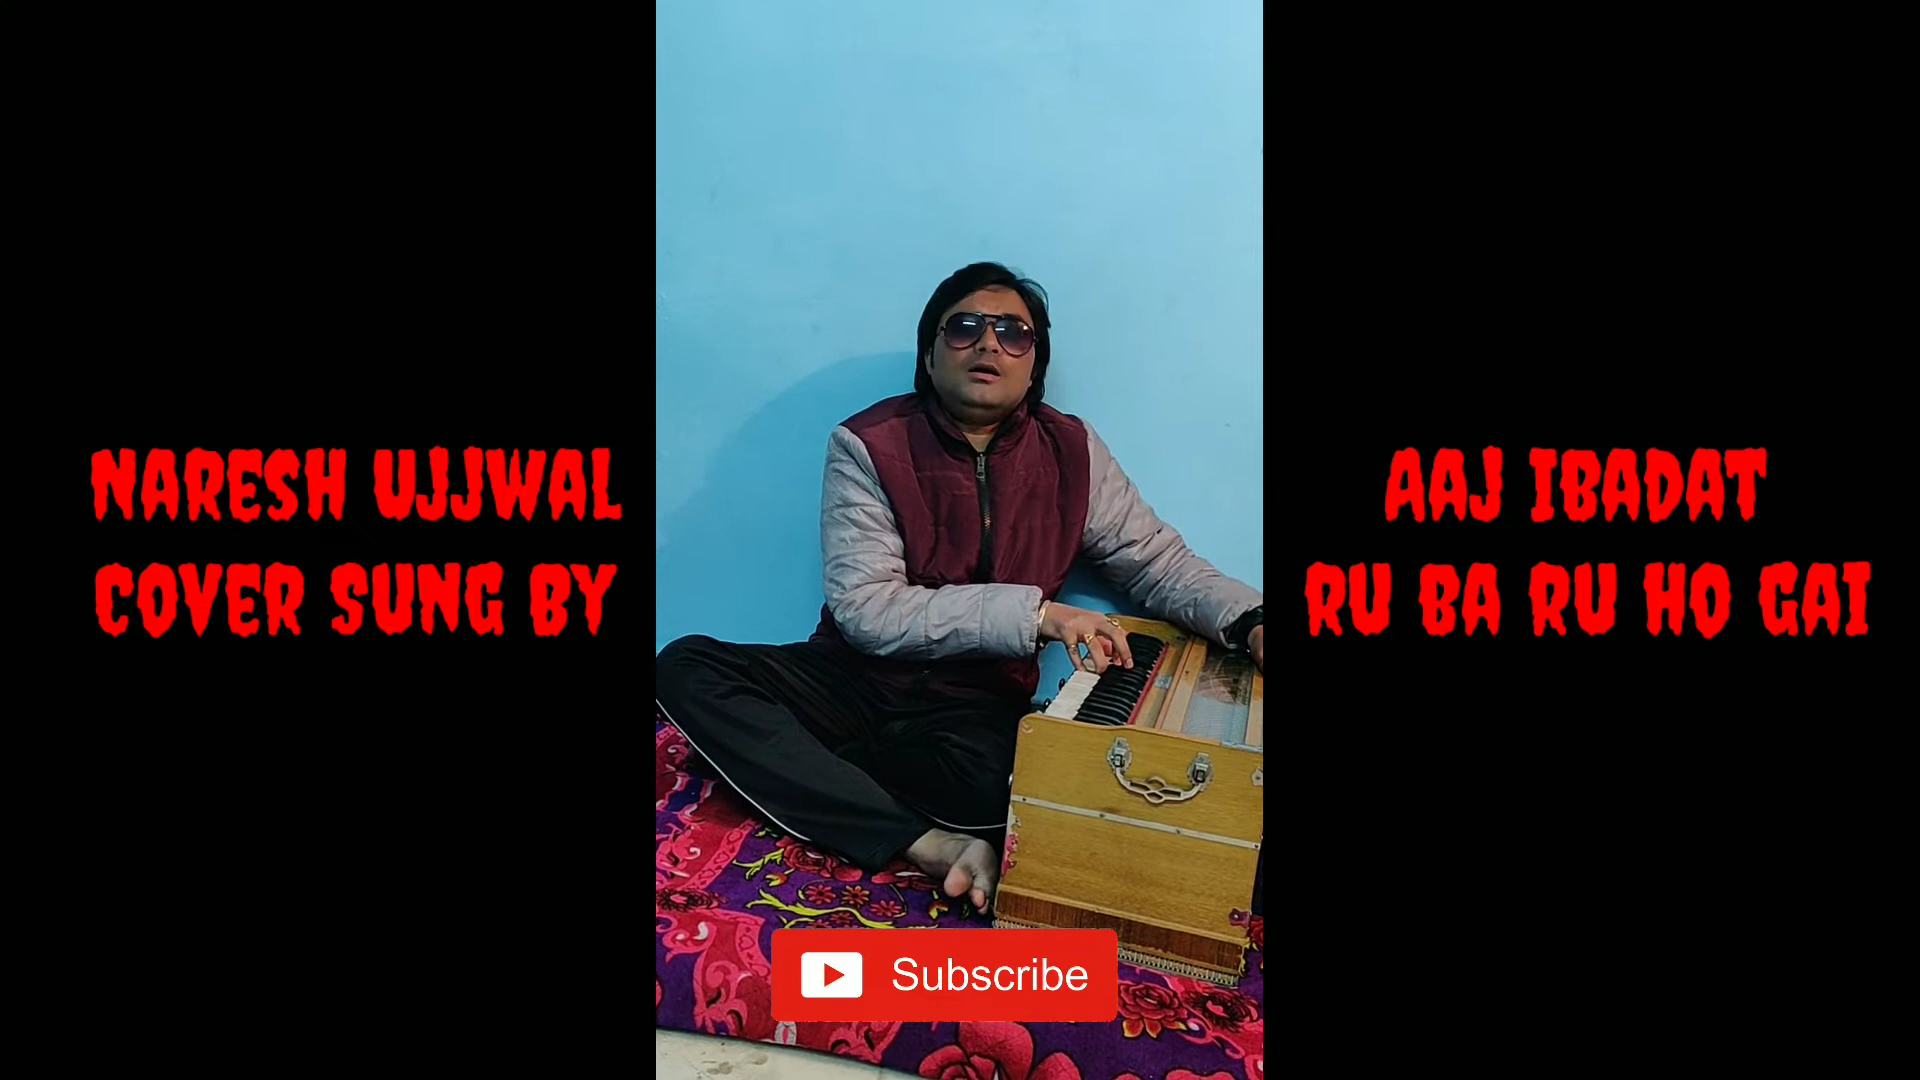 NARESH UJJWAL
COVER SUNG BY
AAJ IBADAT
RU BA RU HO GAI
Subscribe